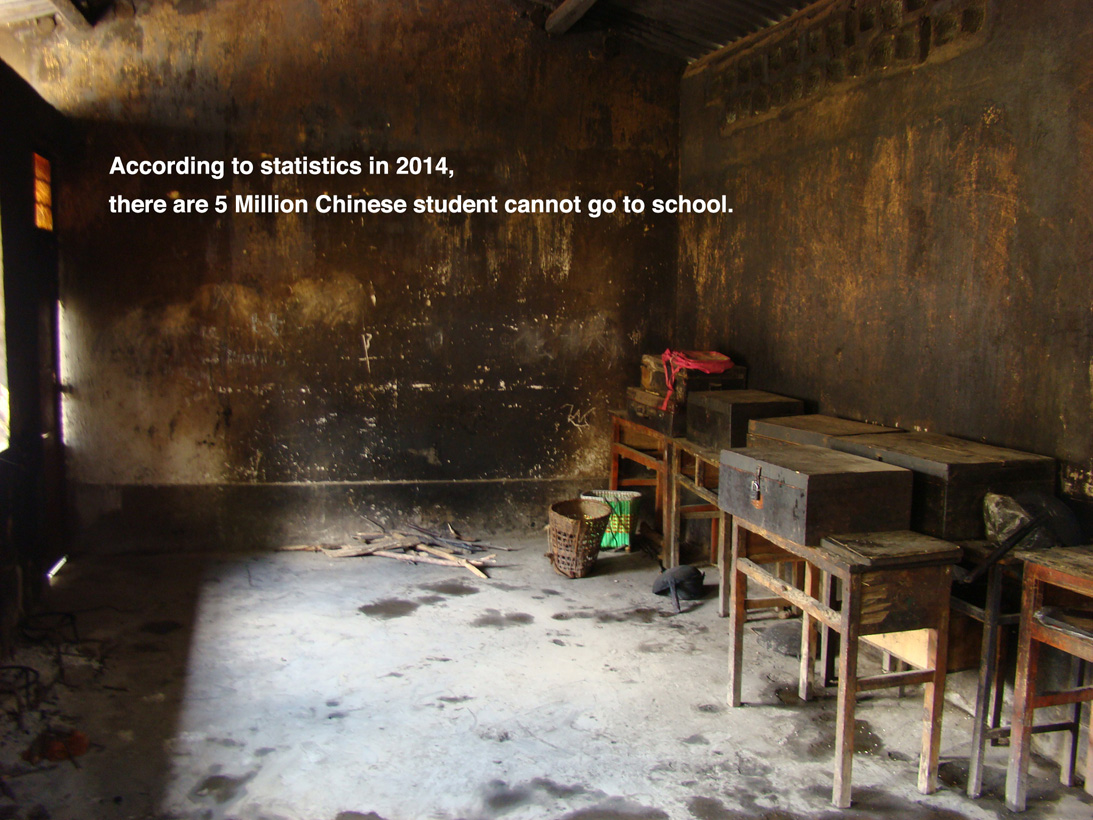 According to statistics in 2014,
there are 5 Million Chinese student cannot go to school.